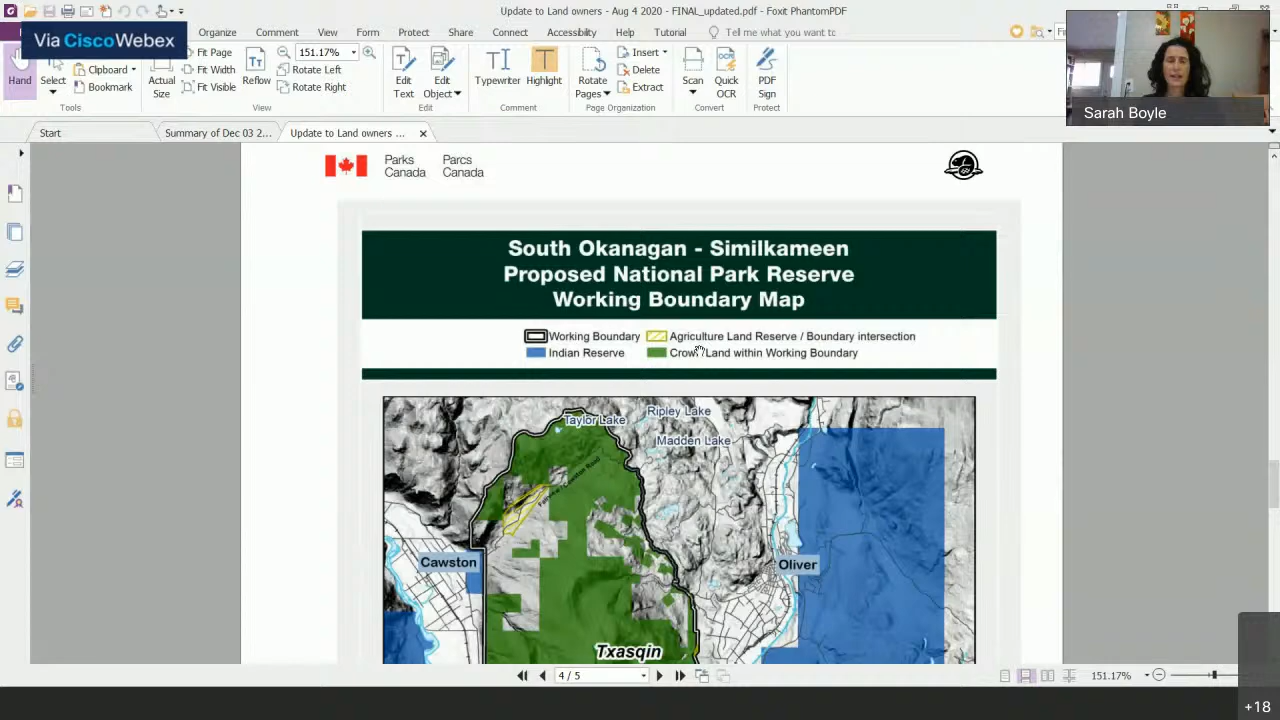 Update to Land owners - Aug 4 2020 - FINAL_updated.pdf - Foxit PhantomPDF
Via CiscoWebex
Organize
Comment
View
Form
Protect
Share
Connect
Accessibility
Help
Tutorial
Tell me what you want tc
Hand
Select
Clipboard
Bookmark
Actual
Size
Fit Page
Fit Width
Fit Visible
Reflow
151.17%
Rotate Left
Rotate Right
Edit
Text
Edit
Object
Typewriter
Highlight
Rotate
Pages
Insert
Delete
Extract
Scan
Quick
OCR
PDF
Sign
Tools
View
Edit
Comment
Page Organization
Convert
Protect
Sarah Boyle
Start
Summary of Dec 03 2...
Update to Land owners ...
Parks
Canada
Parcs
Canada
South Okanagan - Similkameen
Proposed National Park Reserve
Working Boundary Map
Working Boundary
Agriculture Land Reserve / Boundary intersection
Indian Reserve
Crown Land within Working Boundary
Taylor Lake
Ripley Lake
Madden Lake
Cawston
Oliver
Txasqin
4 / 5
151.17%
+18